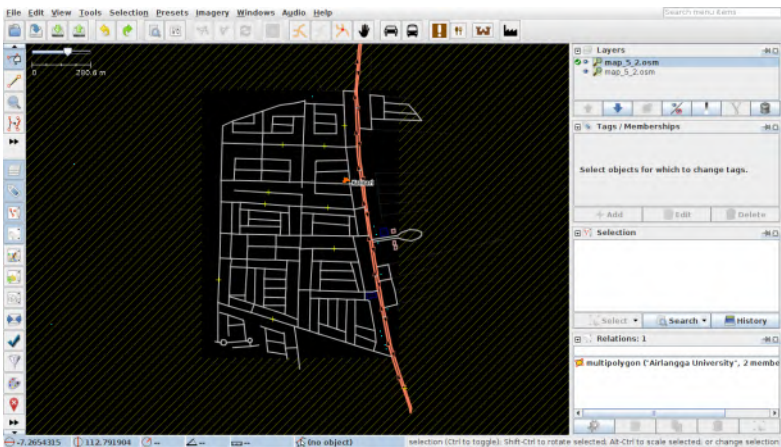 File Edit View Tools Selection Presets Imagery Windows Audio Help
Search menu items
0 280.6 m
Layers
map_5_2.osm
map_5_2.osm
Tags / Memberships
Select objects for which to change tags.
Add Edit Delete
Selection
Select Search History
Relations: 1
multipolygon ("Airlangga University", 2 membe
-7.2654315 112.791904 (no object) selection (Ctrl to toggle); Shift-Ctrl to rotate selected; Alt-Ctrl to scale selected; or change selection